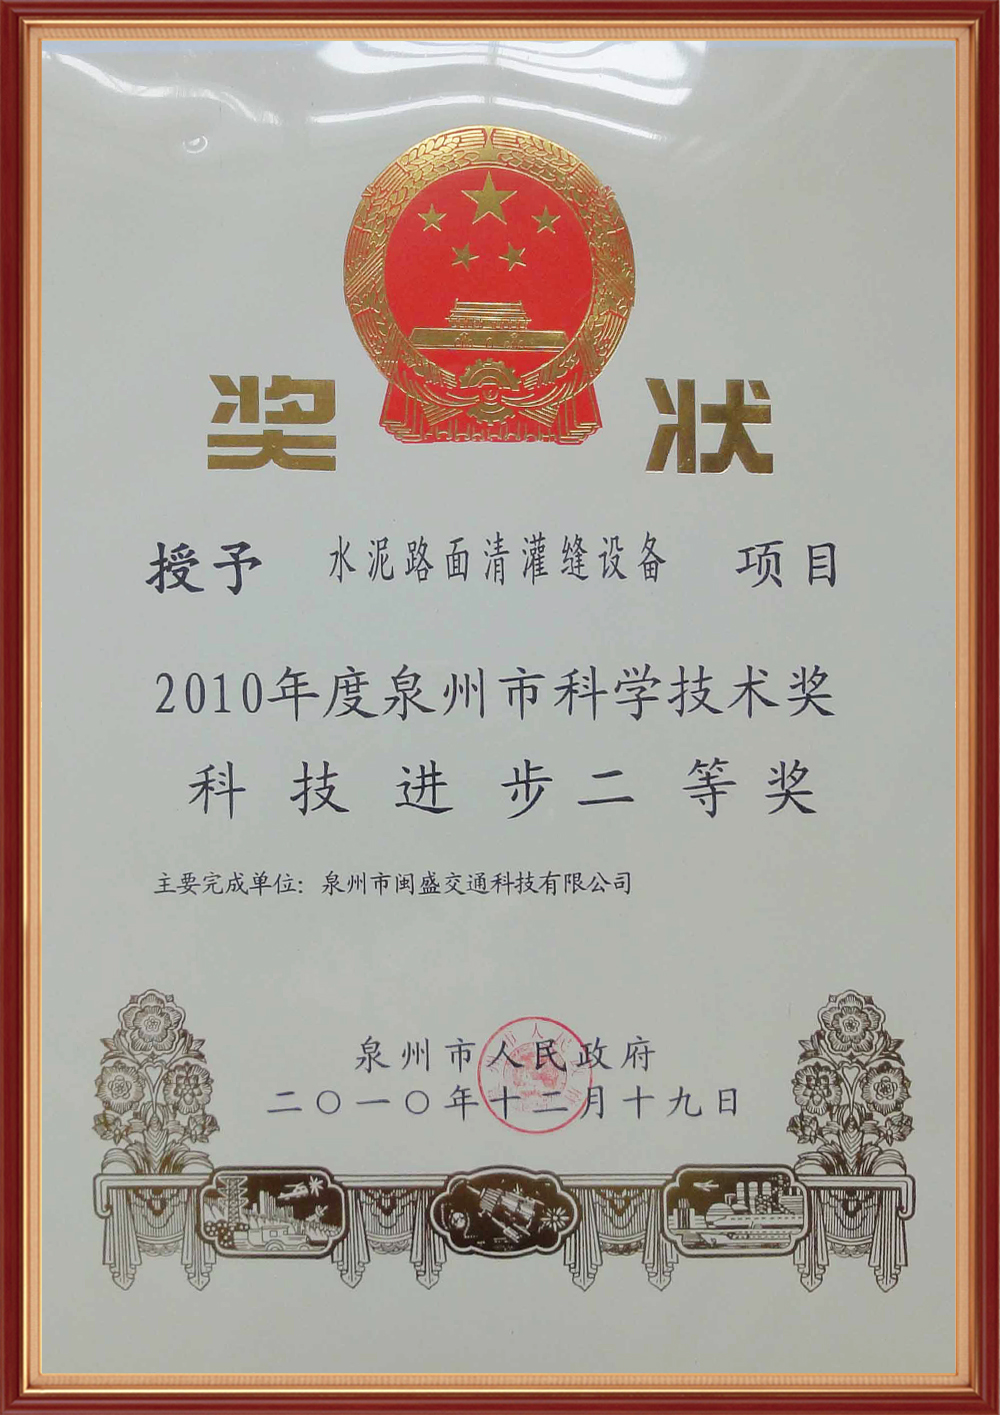 奖状
授予 水泥路面清灌缝设备 项目
2010年度泉州市科学技术奖
科技进步二等奖
主要完成单位：泉州市闽盛交通科技有限公司
泉州市人民政府
二〇一〇年十二月十九日